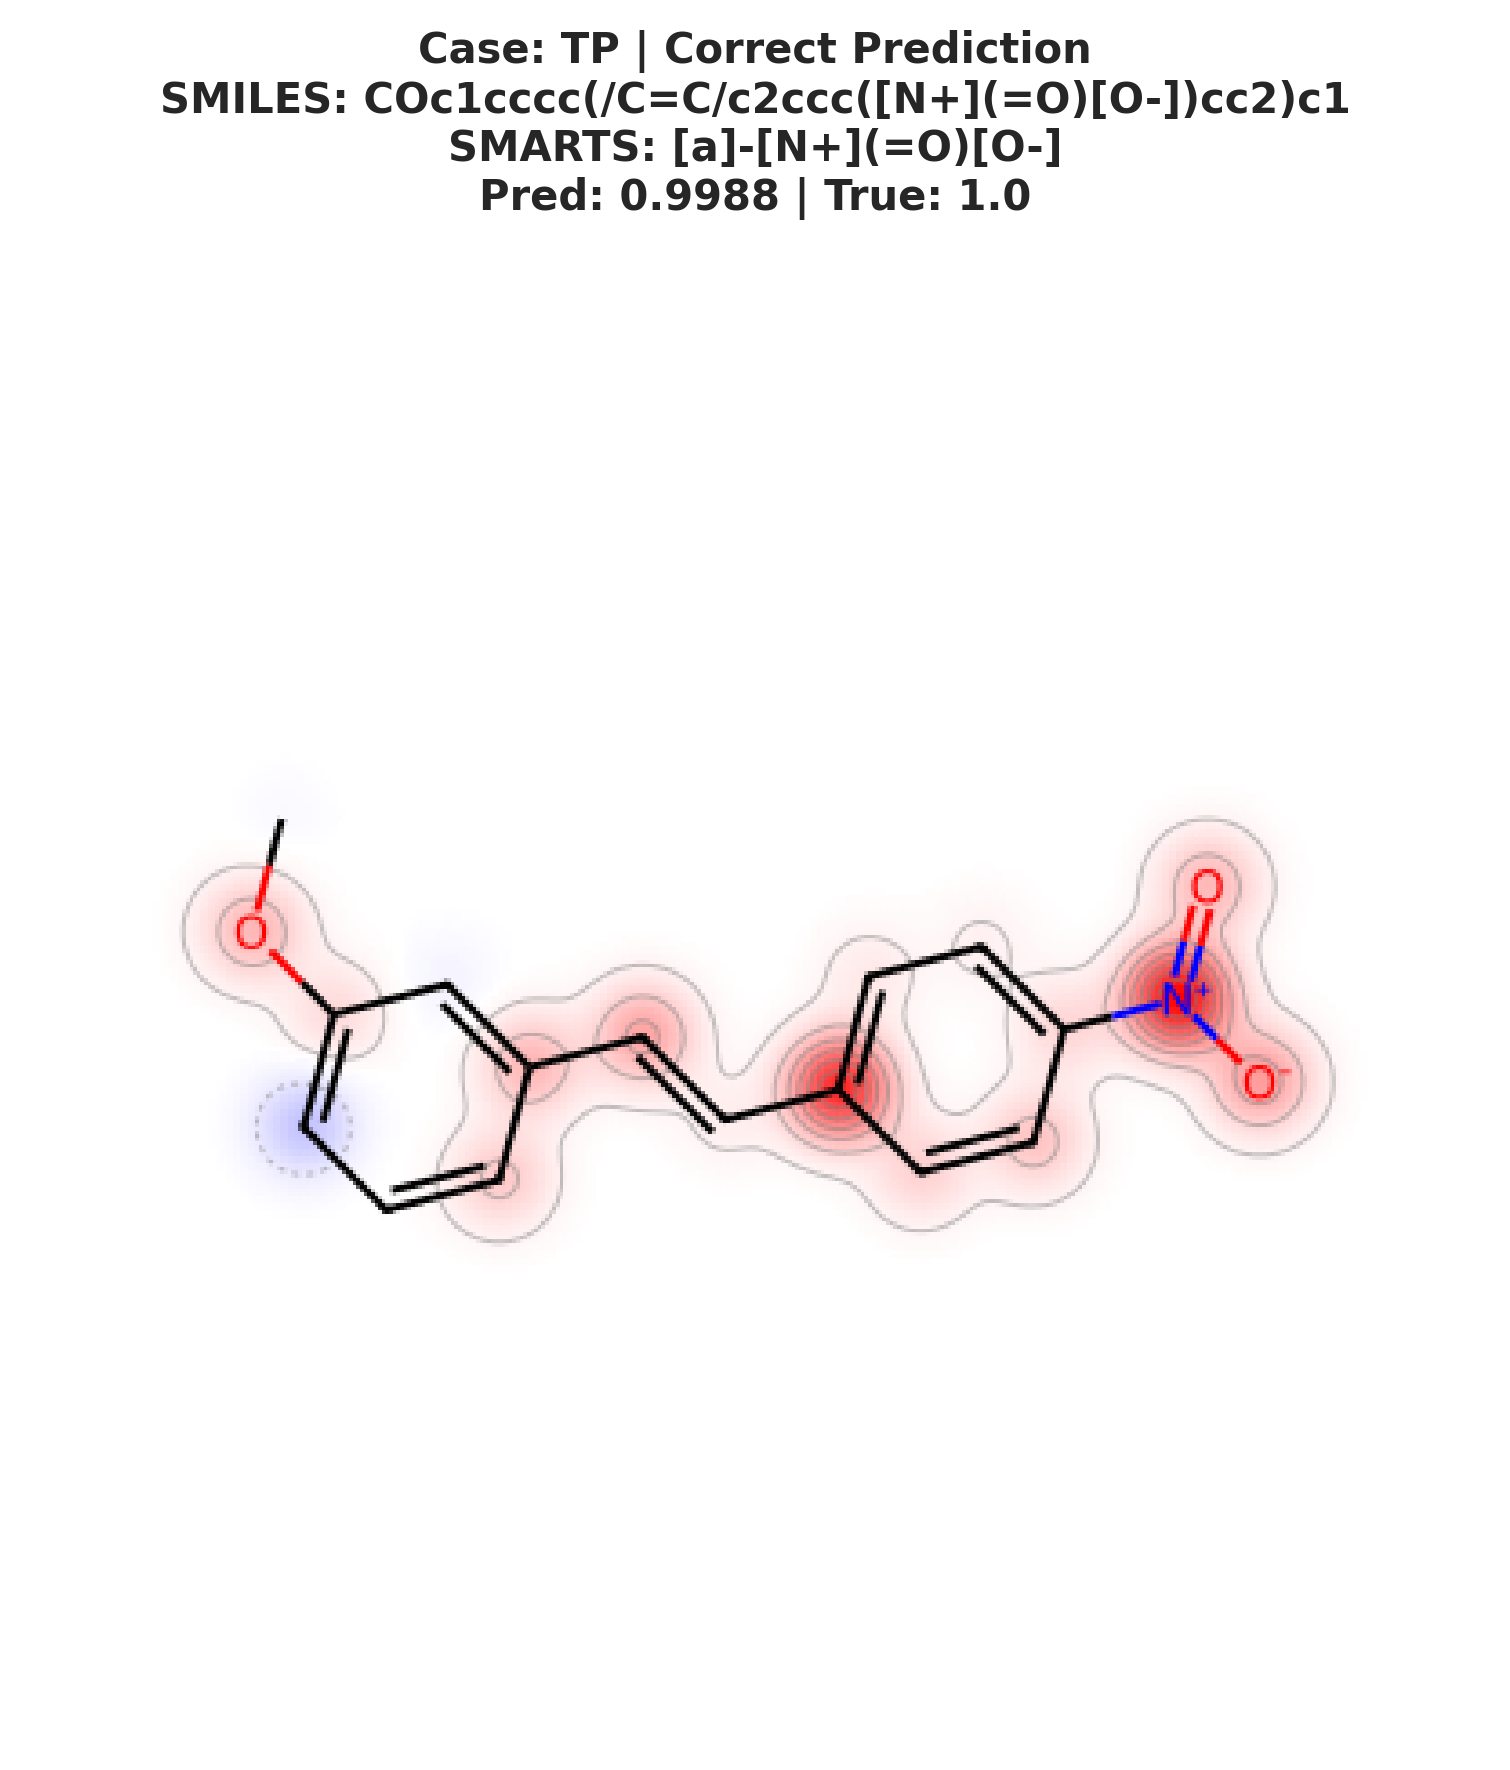 Case: TP | Correct Prediction
SMILES: COc1cccc(/C=C/c2ccc([N+](=O)[O-])cc2)c1
SMARTS: [a]-[N+](=O)[O-]
Pred: 0.9988 | True: 1.0
O
O
N+
O-